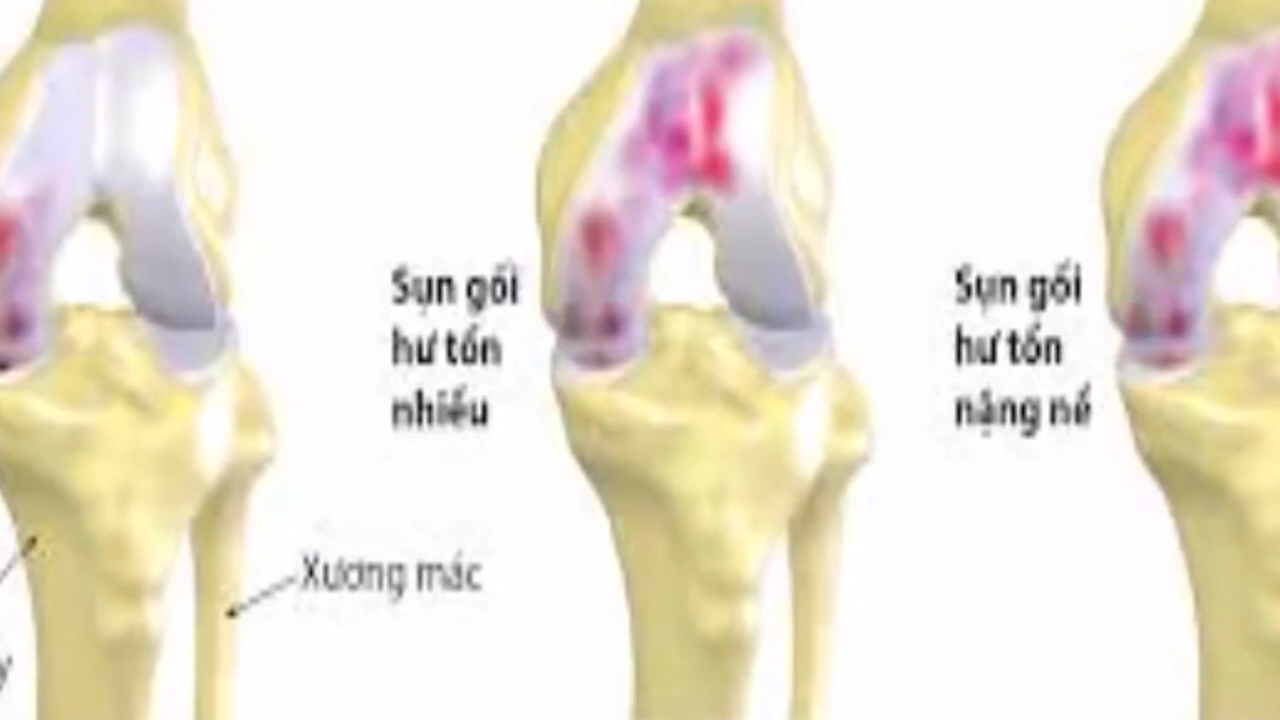 Sụn gối
hư tổn
nhiều
Sụn gối
hư tổn
nặng nề
Xương mác